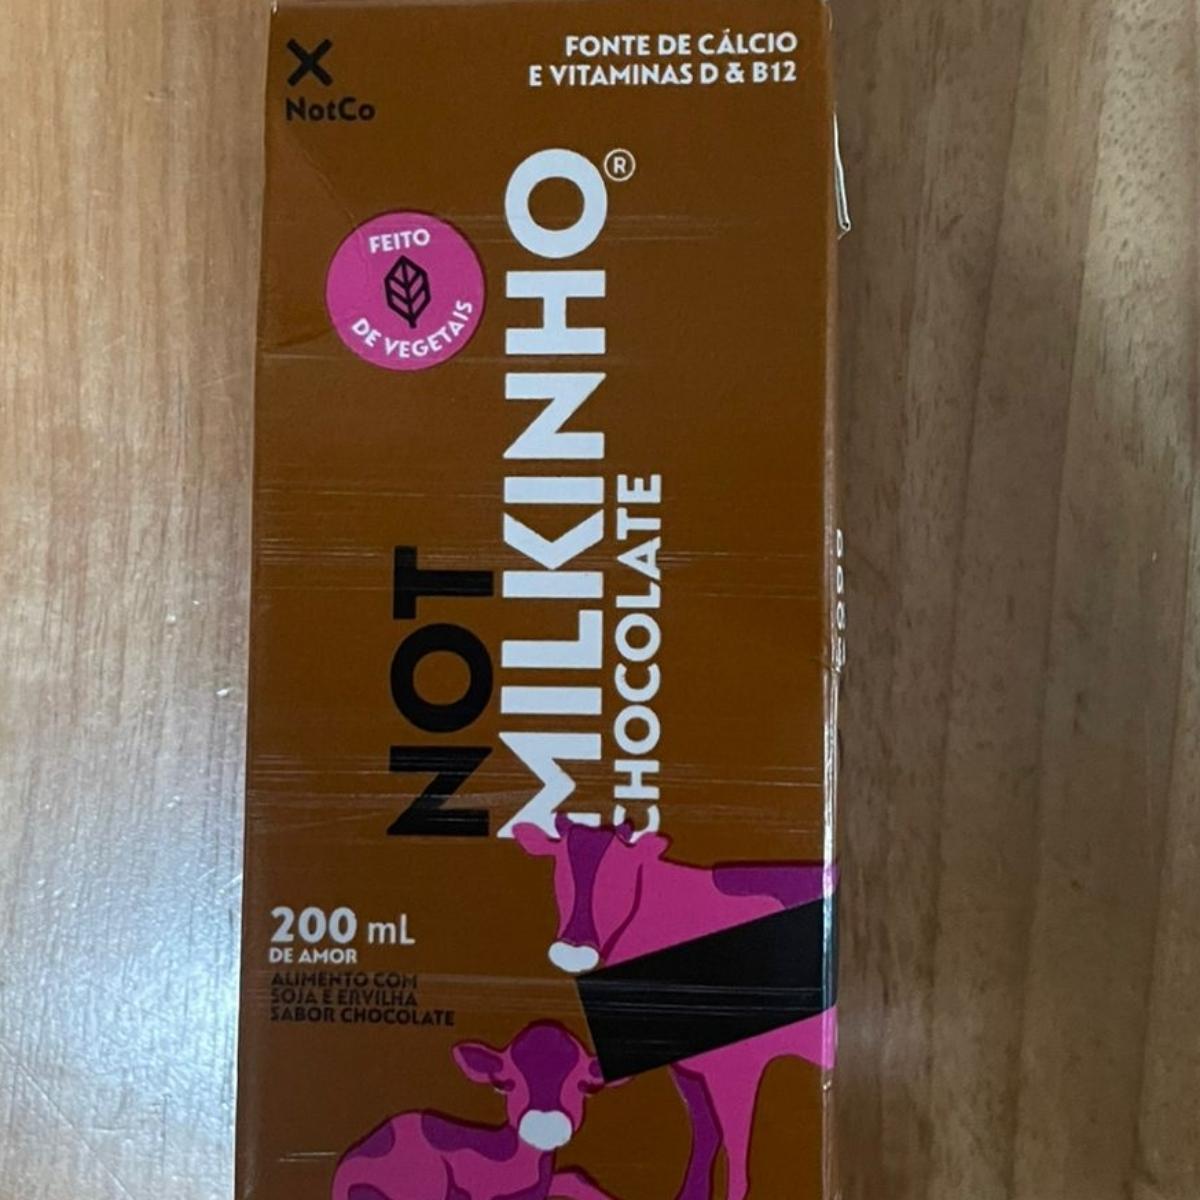 NotCo
FONTE DE CÁLCIO
E VITAMINAS D & B12
FEITO
DE VEGETAIS
NOT
MILKINHO®
CHOCOLATE
200 mL
DE AMOR
ALIMENTO COM
SOJA E ERVILHA
SABOR CHOCOLATE